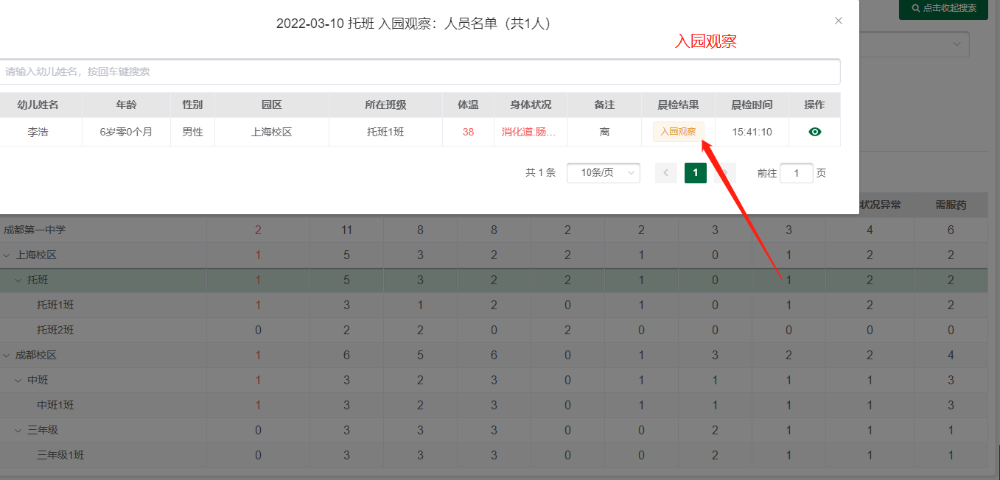 点击收起搜索
2022-03-10 托班 入园观察：人员名单（共1人）
入园观察
请输入幼儿姓名，按回车键搜索
幼儿姓名 年龄 性别 园区 所在班级 体温 身体状况 备注 晨检结果 晨检时间 操作
李浩 6岁零0个月 男性 上海校区 托班1班 38 消化道:肠... 离 入园观察 15:41:10
共 1 条 10条/页 1 前往 1 页
状况异常 需服药
成都第一中学 2 11 8 8 2 2 3 3 4 6
上海校区 1 5 3 2 2 1 0 1 2 2
托班 1 5 3 2 2 1 0 1 2 2
托班1班 1 3 1 2 0 1 0 1 2 2
托班2班 0 2 2 0 2 0 0 0 0 0
成都校区 1 6 5 6 0 1 3 2 2 4
中班 1 3 2 3 0 1 1 1 1 3
中班1班 1 3 2 3 0 1 1 1 1 3
三年级 0 3 3 3 0 0 2 1 1 1
三年级1班 0 3 3 3 0 0 2 1 1 1